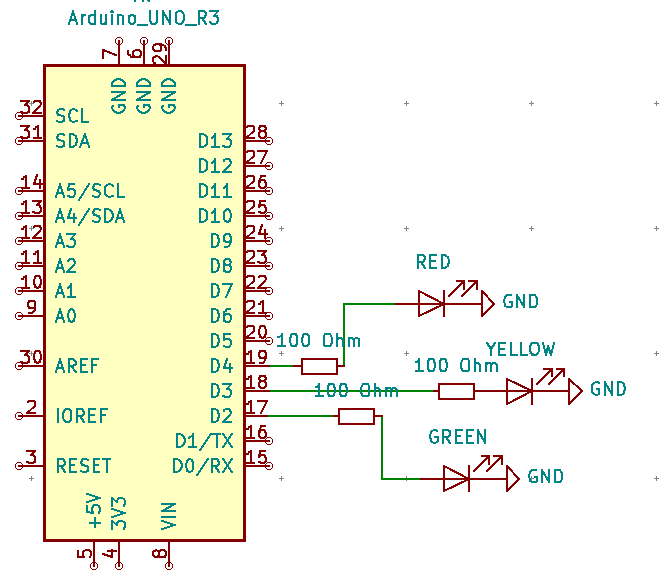 Arduino_UNO_R3
7
6
29
GND
GND
GND
32
SCL
31
SDA
D13
28
D12
27
14
A5/SCL
D11
26
13
A4/SDA
D10
25
12
A3
D9
24
11
A2
D8
23
RED
10
A1
D7
22
GND
9
A0
D6
21
D5
20
100 Ohm
YELLOW
30
AREF
D4
19
100 Ohm
D3
18
100 Ohm
GND
2
IOREF
D2
17
D1/TX
16
GREEN
3
RESET
D0/RX
15
GND
+5V
3V3
VIN
5
4
8